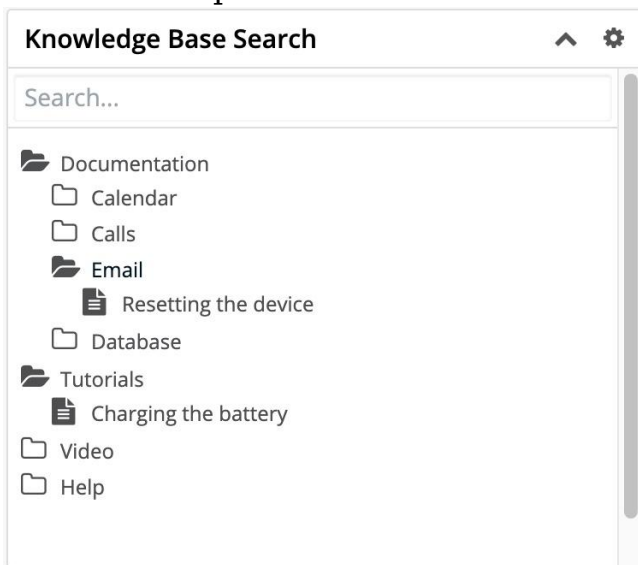 Knowledge Base Search
Search...
Documentation
Calendar
Calls
Email
Resetting the device
Database
Tutorials
Charging the battery
Video
Help